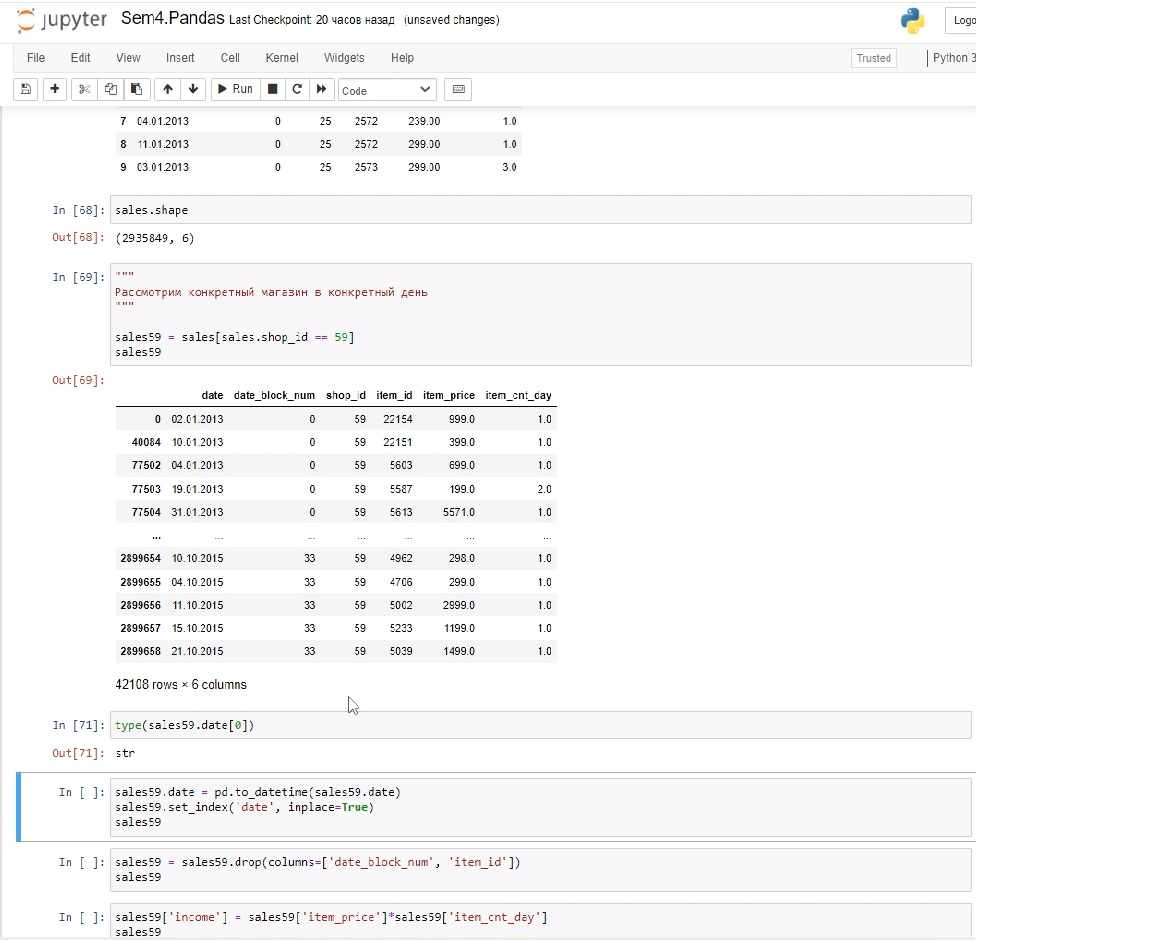 jupyter Sem4.Pandas Last Checkpoint: 20 часов назад (unsaved changes)
Logo
File Edit View Insert Cell Kernel Widgets Help
Trusted Python 3
Run Code
7 04.01.2013 0 25 2572 239.00 1.0
8 11.01.2013 0 25 2572 299.00 1.0
9 03.01.2013 0 25 2573 299.00 3.0
In [68]: sales.shape
Out[68]: (2935849, 6)
In [69]: """
Рассмотрим конкретный магазин в конкретный день
"""
sales59 = sales[sales.shop_id == 59]
sales59
Out[69]:
date date_block_num shop_id item_id item_price item_cnt_day
0 02.01.2013 0 59 22154 999.0 1.0
40084 10.01.2013 0 59 22151 399.0 1.0
77502 04.01.2013 0 59 5603 699.0 1.0
77503 19.01.2013 0 59 5587 199.0 2.0
77504 31.01.2013 0 59 5613 5571.0 1.0
... ... ... ... ... ... ...
2899654 10.10.2015 33 59 4962 298.0 1.0
2899655 04.10.2015 33 59 4706 299.0 1.0
2899656 11.10.2015 33 59 5002 2999.0 1.0
2899657 15.10.2015 33 59 5233 1199.0 1.0
2899658 21.10.2015 33 59 5039 1499.0 1.0
42108 rows × 6 columns
In [71]: type(sales59.date[0])
Out[71]: str
In [ ]: sales59.date = pd.to_datetime(sales59.date)
sales59.set_index('date', inplace=True)
sales59
In [ ]: sales59 = sales59.drop(columns=['date_block_num', 'item_id'])
sales59
In [ ]: sales59['income'] = sales59['item_price']*sales59['item_cnt_day']
sales59